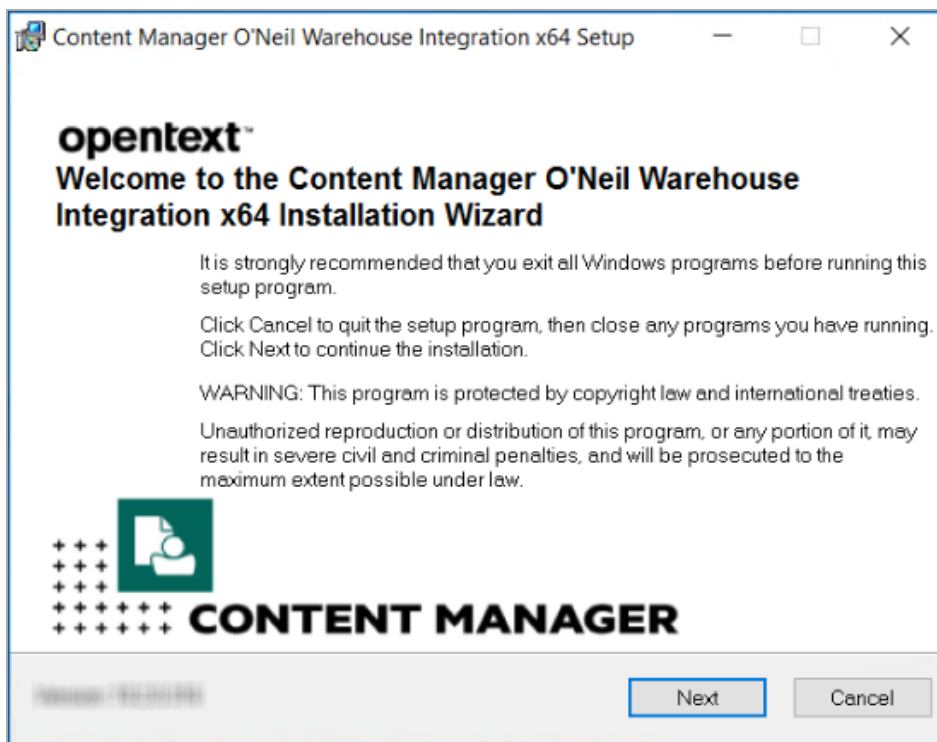 Content Manager O'Neil Warehouse Integration x64 Setup
opentext™
Welcome to the Content Manager O'Neil Warehouse
Integration x64 Installation Wizard
It is strongly recommended that you exit all Windows programs before running this
setup program.
Click Cancel to quit the setup program, then close any programs you have running.
Click Next to continue the installation.
WARNING: This program is protected by copyright law and international treaties.
Unauthorized reproduction or distribution of this program, or any portion of it, may
result in severe civil and criminal penalties, and will be prosecuted to the
maximum extent possible under law.
CONTENT MANAGER
Next
Cancel